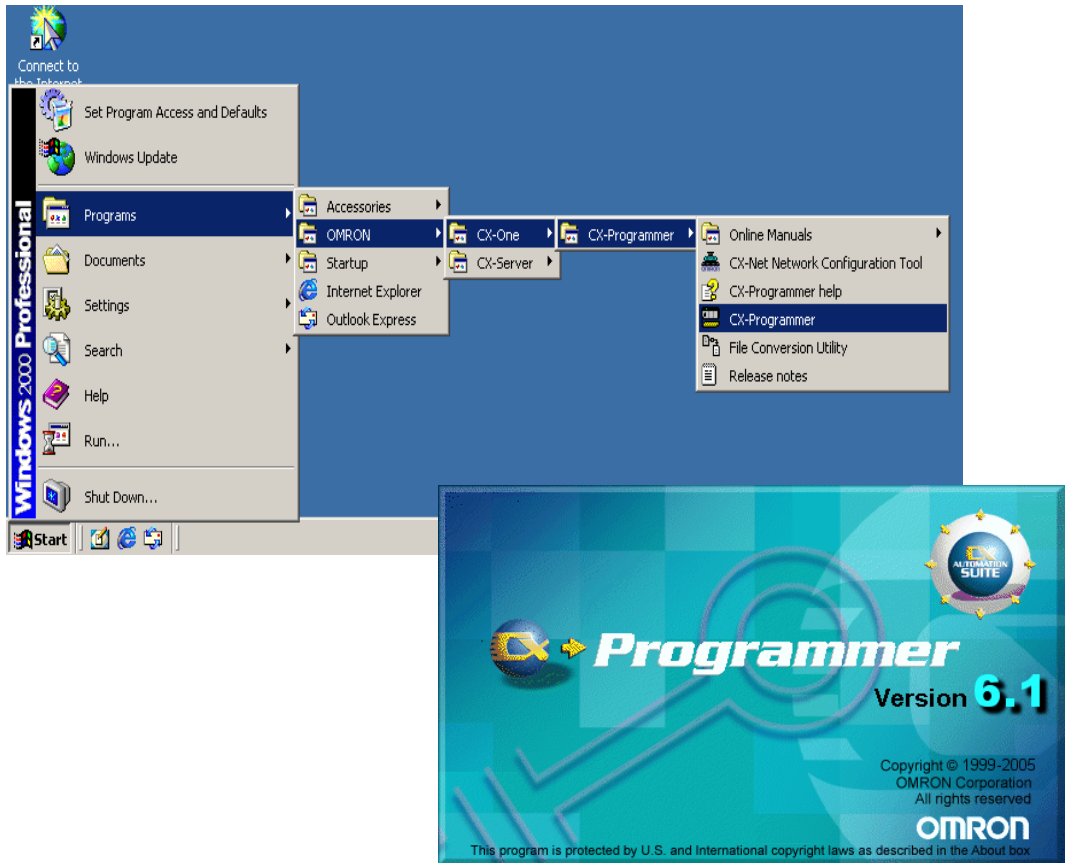 Connect to
the Internet
Set Program Access and Defaults
Windows Update
Programs
Documents
Settings
Search
Help
Run...
Shut Down...
Windows 2000 Professional
Start
Accessories
OMRON
Startup
Internet Explorer
Outlook Express
CX-One
CX-Server
CX-Programmer
Online Manuals
CX-Net Network Configuration Tool
CX-Programmer help
CX-Programmer
File Conversion Utility
Release notes
CX
AUTOMATION
SUITE
CX Programmer
Version 6.1
Copyright © 1999-2005
OMRON Corporation
All rights reserved
OMRON
This program is protected by U.S. and International copyright laws as described in the About box